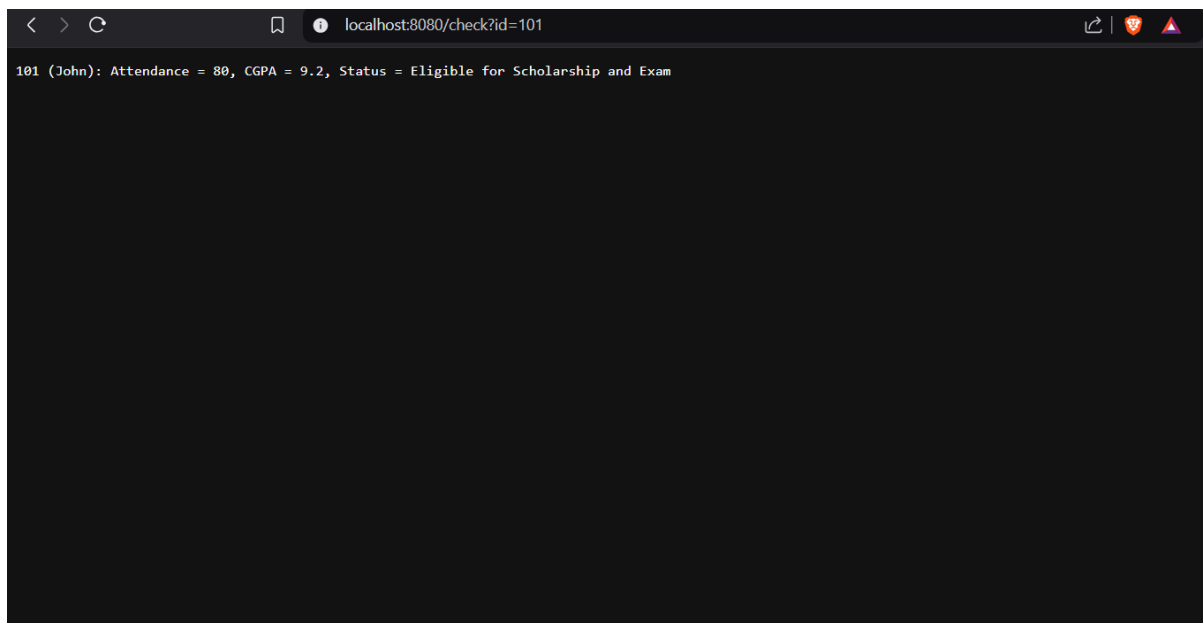 localhost:8080/check?id=101
101 (John): Attendance = 80, CGPA = 9.2, Status = Eligible for Scholarship and Exam